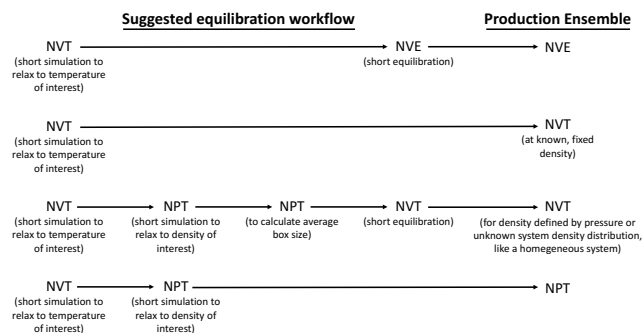 Suggested equilibration workflow
Production Ensemble
NVT
NVE
NVE
(short simulation to
relax to temperature
of interest)
(short equilibration)
NVT
NVT
(short simulation to
relax to temperature
of interest)
(at known, fixed
density)
NVT
NPT
NPT
NVT
NVT
(short simulation to
relax to temperature
of interest)
(short simulation to
relax to density of
interest)
(to calculate average
box size)
(short equilibration)
(for density defined by pressure or
unknown system density distribution,
like a homogeneous system)
NVT
NPT
NPT
(short simulation to
relax to temperature
of interest)
(short simulation to
relax to density of
interest)